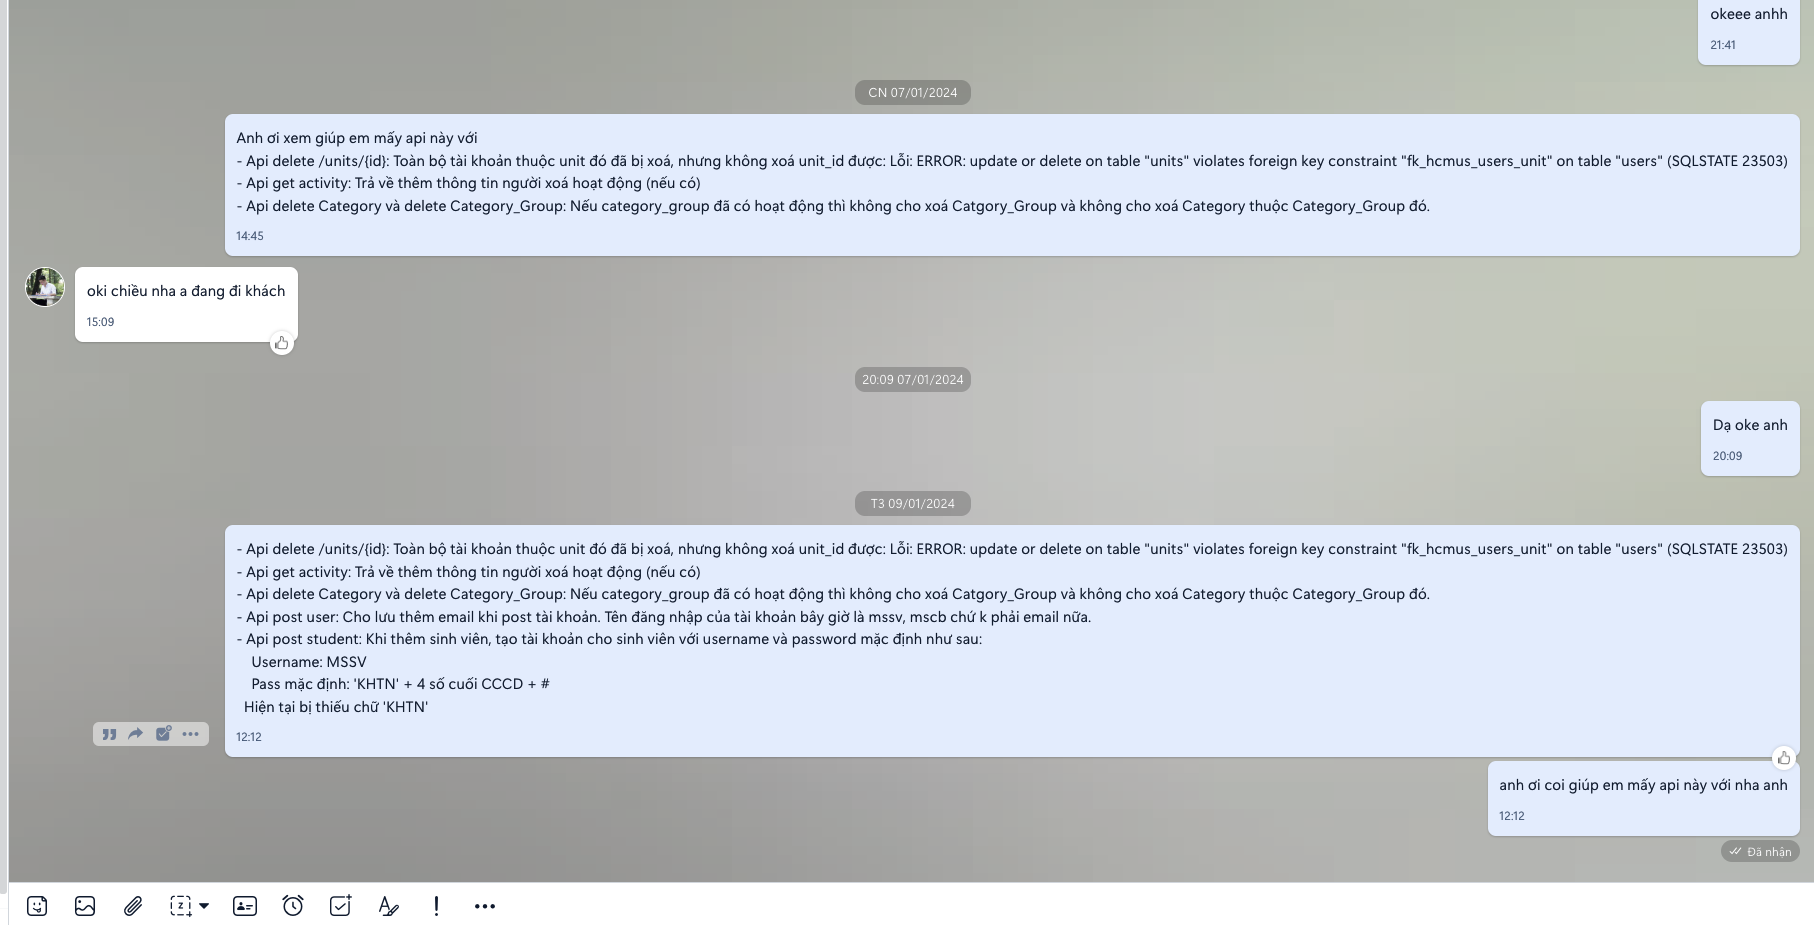 okeee anhh
21:41
CN 07/01/2024
Anh ơi xem giúp em mấy api này với
- Api delete /units/{id}: Toàn bộ tài khoản thuộc unit đó đã bị xoá, nhưng không xoá unit_id được: Lỗi: ERROR: update or delete on table "units" violates foreign key constraint "fk_hcmus_users_unit" on table "users" (SQLSTATE 23503)
- Api get activity: Trả về thêm thông tin người xoá hoạt động (nếu có)
- Api delete Category và delete Category_Group: Nếu category_group đã có hoạt động thì không cho xoá Catgory_Group và không cho xoá Category thuộc Category_Group đó.
14:45
oki chiều nha a đang đi khách
15:09
20:09 07/01/2024
Dạ oke anh
20:09
T3 09/01/2024
- Api delete /units/{id}: Toàn bộ tài khoản thuộc unit đó đã bị xoá, nhưng không xoá unit_id được: Lỗi: ERROR: update or delete on table "units" violates foreign key constraint "fk_hcmus_users_unit" on table "users" (SQLSTATE 23503)
- Api get activity: Trả về thêm thông tin người xoá hoạt động (nếu có)
- Api delete Category và delete Category_Group: Nếu category_group đã có hoạt động thì không cho xoá Catgory_Group và không cho xoá Category thuộc Category_Group đó.
- Api post user: Cho lưu thêm email khi post tài khoản. Tên đăng nhập của tài khoản bây giờ là mssv, mscb chứ k phải email nữa.
- Api post student: Khi thêm sinh viên, tạo tài khoản cho sinh viên với username và password mặc định như sau:
Username: MSSV
Pass mặc định: 'KHTN' + 4 số cuối CCCD + #
Hiện tại bị thiếu chữ 'KHTN'
12:12
anh ơi coi giúp em mấy api này với nha anh
12:12
Đã nhận